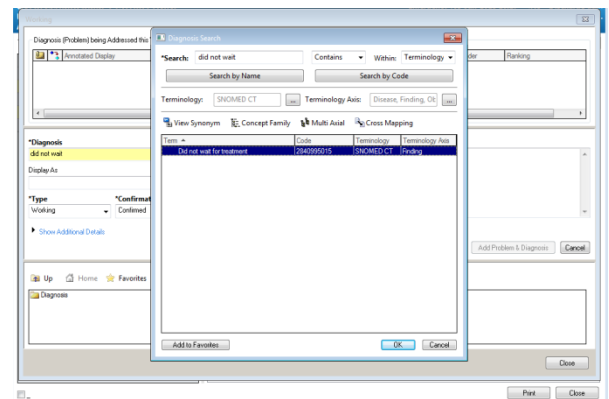 Working
Diagnosis (Problem) being Addressed this
Annotated Display
Ranking
Diagnosis Search
*Search: did not wait Contains Within: Terminology
Search by Name Search by Code
Terminology: SNOMED CT ... Terminology Axis: Disease, Finding, Ob ...
View Synonym Concept Family Multi Axial Cross Mapping
Term Code Terminology Terminology Axis
Did not wait for treatment 2840995015 SNOMED CT Finding
*Diagnosis
did not wait
Display As
*Type *Confirmat
Working Confirmed
Show Additional Details
Add Problem & Diagnosis Cancel
Up Home Favorites
Diagnosis
Add to Favorites OK Cancel
Close
Print Close